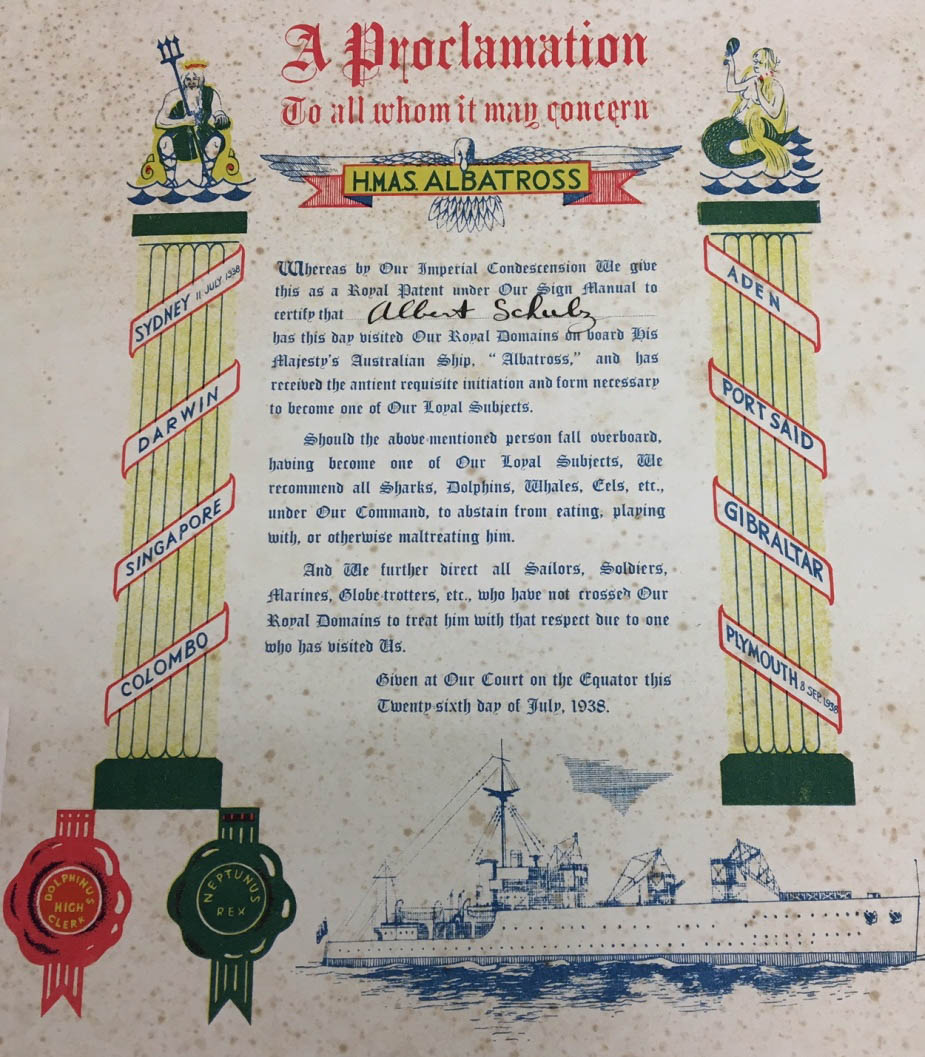 A Proclamation
To all whom it may concern
H.M.A.S. ALBATROSS
SYDNEY 11 JULY 1938
DARWIN
SINGAPORE
COLOMBO
Whereas by Our Imperial Condescension We give
this as a Royal Patent under Our Sign Manual to
certify that Albert Schulz
has this day visited Our Royal Domains on board His
Majesty's Australian Ship, "Albatross," and has
received the antient requisite initiation and form necessary
to become one of Our Loyal Subjects.
Should the above-mentioned person fall overboard,
having become one of Our Loyal Subjects, We
recommend all Sharks, Dolphins, Whales, Eels, etc.,
under Our Command, to abstain from eating, playing
with, or otherwise maltreating him.
And We further direct all Sailors, Soldiers,
Marines, Globe-trotters, etc., who have not crossed Our
Royal Domains to treat him with that respect due to one
who has visited Us.
Given at Our Court on the Equator this
Twenty-sixth day of July, 1938.
ADEN
PORT SAID
GIBRALTAR
PLYMOUTH 8 SEP. 1938
DOLPHINUS
HIGH
CLERK
NEPTUNUS
REX